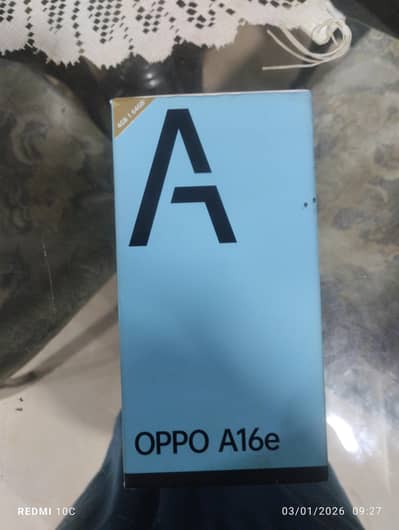 4GB + 64GB
A
OPPO A16e
REDMI 10C
03/01/2026 09:27